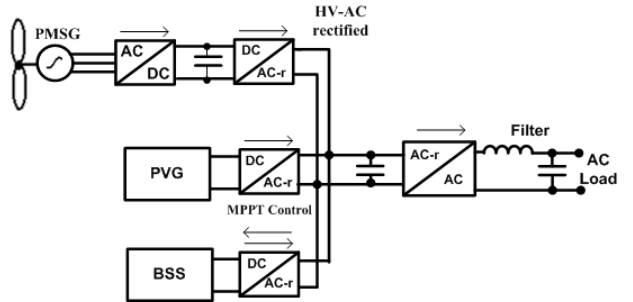 HV-AC
rectified
PMSG
AC
DC
DC
AC-r
PVG
DC
AC-r
MPPT Control
AC-r
AC
Filter
AC
Load
BSS
DC
AC-r